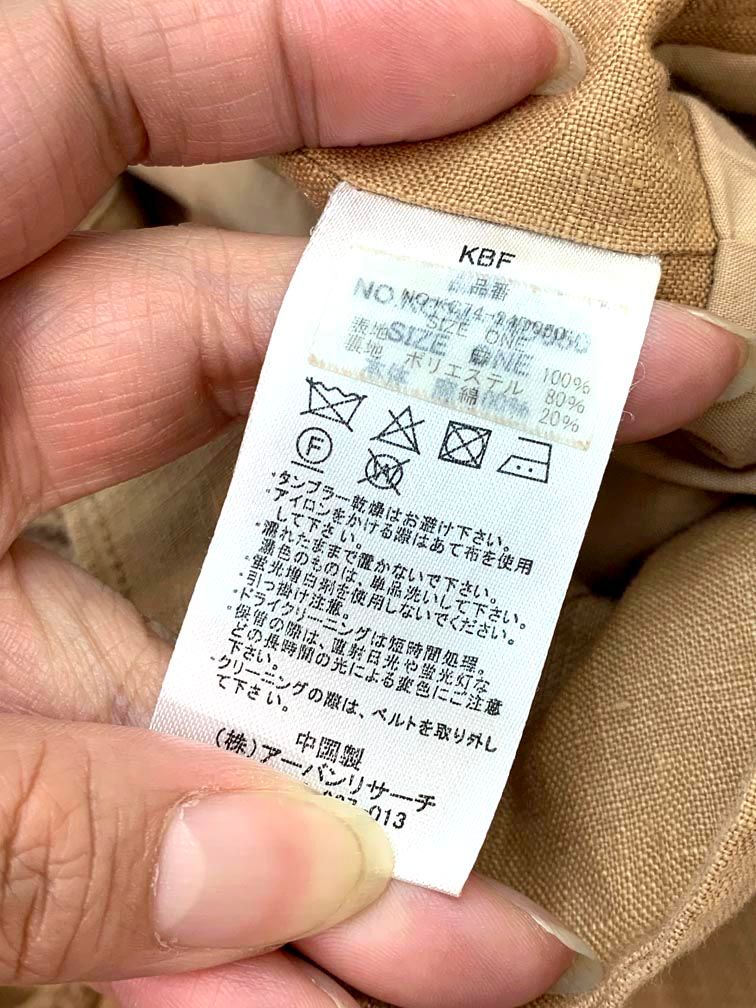 KBF
品番
SIZE ONE
表地
100%
裏地 ポリエステル 80%
綿 20%
F
W
・タンブラー乾燥はお避け下さい。
・アイロンをかける際はあて布を使用
して下さい。
・濡れたままで置かないで下さい。
・濃色のものは、単品洗いして下さい。
・蛍光増白剤を使用しないでください。
・引っ掛け注意。
・ドライクリーニングは短時間処理。
・保管の際は、直射日光や蛍光灯な
どの長時間の光による変色にご注意
下さい。
・クリーニングの際は、ベルトを取り外し
て下さい。
中国製
(株)アーバンリサーチ
-013